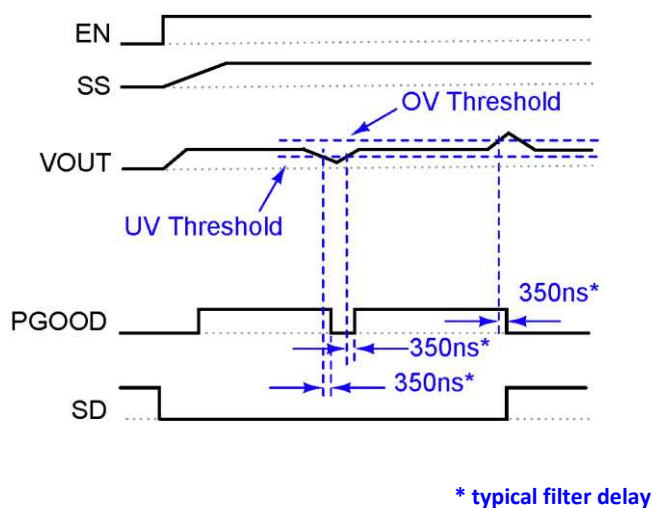 EN
SS
OV Threshold
VOUT
UV Threshold
350ns*
PGOOD
350ns*
350ns*
SD
* typical filter delay